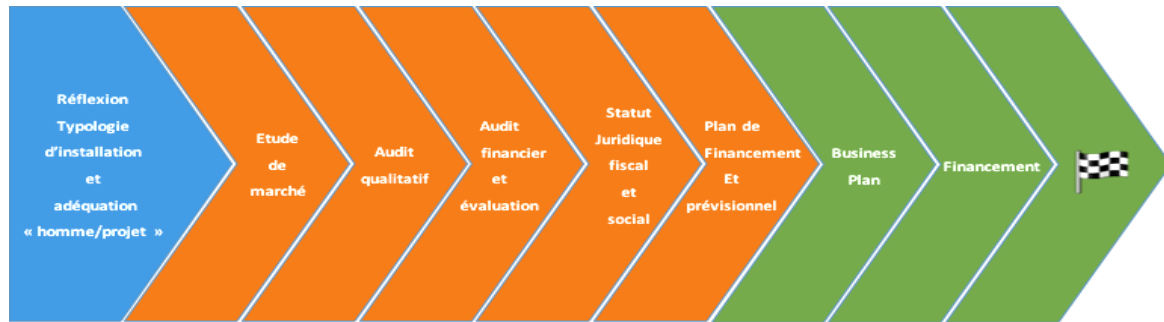 Réflexion
Typologie
d'installation
et
adéquation
« homme/projet »
Etude
de
marché
Audit
qualitatif
Audit
financier
et
évaluation
Statut
Juridique
fiscal
et
social
Plan de
Financement
Et
prévisionnel
Business
Plan
Financement